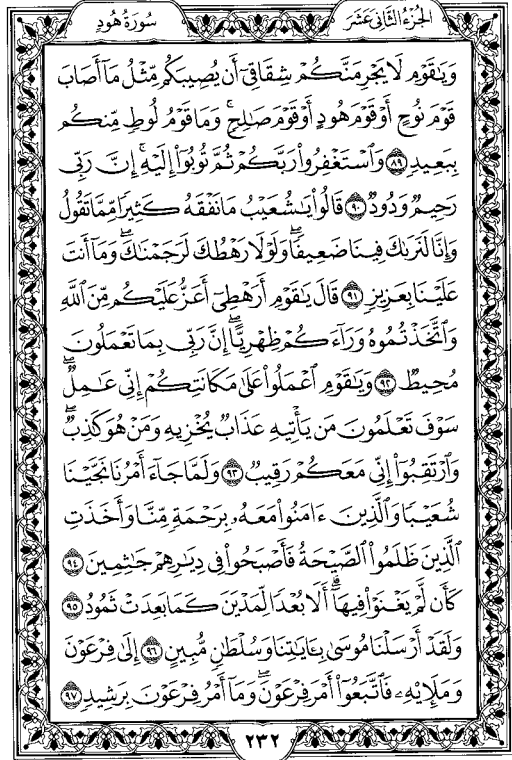 الجزء الثاني عشر
سورة هود
وَيَٰقَوْمِ لَا يَجْرِمَنَّكُمْ شِقَاقِىٓ أَن يُصِيبَكُم مِّثْلُ مَآ أَصَابَ
قَوْمَ نُوحٍ أَوْ قَوْمَ هُودٍ أَوْ قَوْمَ صَٰلِحٍ ۚ وَمَا قَوْمُ لُوطٍ مِّنكُم
بِبَعِيدٍ ﴿٨٩﴾ وَٱسْتَغْفِرُوا۟ رَبَّكُمْ ثُمَّ تُوبُوٓا۟ إِلَيْهِ ۚ إِنَّ رَبِّى
رَحِيمٌ وَدُودٌ ﴿٩٠﴾ قَالُوا۟ يَٰشُعَيْبُ مَا نَفْقَهُ كَثِيرًا مِّمَّا تَقُولُ
وَإِنَّا لَنَرَىٰكَ فِينَا ضَعِيفًا ۖ وَلَوْلَا رَهْطُكَ لَرَجَمْنَٰكَ ۖ وَمَآ أَنتَ
عَلَيْنَا بِعَزِيزٍ ﴿٩١﴾ قَالَ يَٰقَوْمِ أَرَهْطِىٓ أَعَزُّ عَلَيْكُم مِّنَ ٱللَّهِ
وَٱتَّخَذْتُمُوهُ وَرَآءَكُمْ ظِهْرِيًّا ۖ إِنَّ رَبِّى بِمَا تَعْمَلُونَ
مُحِيطٌ ﴿٩٢﴾ وَيَٰقَوْمِ ٱعْمَلُوا۟ عَلَىٰ مَكَانَتِكُمْ إِنِّى عَٰمِلٌ ۖ
سَوْفَ تَعْلَمُونَ مَن يَأْتِيهِ عَذَابٌ يُخْزِيهِ وَمَنْ هُوَ كَٰذِبٌ ۖ
وَٱرْتَقِبُوٓا۟ إِنِّى مَعَكُمْ رَقِيبٌ ﴿٩٣﴾ وَلَمَّا جَآءَ أَمْرُنَا نَجَّيْنَا
شُعَيْبًا وَٱلَّذِينَ ءَامَنُوا۟ مَعَهُۥ بِرَحْمَةٍ مِّنَّا وَأَخَذَتِ
ٱلَّذِينَ ظَلَمُوا۟ ٱلصَّيْحَةُ فَأَصْبَحُوا۟ فِى دِيَٰرِهِمْ جَٰثِمِينَ ﴿٩٤﴾
كَأَن لَّمْ يَغْنَوْا۟ فِيهَآ ۗ أَلَا بُعْدًا لِّمَدْيَنَ كَمَا بَعِدَتْ ثَمُودُ ﴿٩٥﴾
وَلَقَدْ أَرْسَلْنَا مُوسَىٰ بِـَٔايَٰتِنَا وَسُلْطَٰنٍ مُّبِينٍ ﴿٩٦﴾ إِلَىٰ فِرْعَوْنَ
وَمَلَإِي۟هِۦ فَٱتَّبَعُوٓا۟ أَمْرَ فِرْعَوْنَ ۖ وَمَآ أَمْرُ فِرْعَوْنَ بِرَشِيدٍ ﴿٩٧﴾
٢٣٢